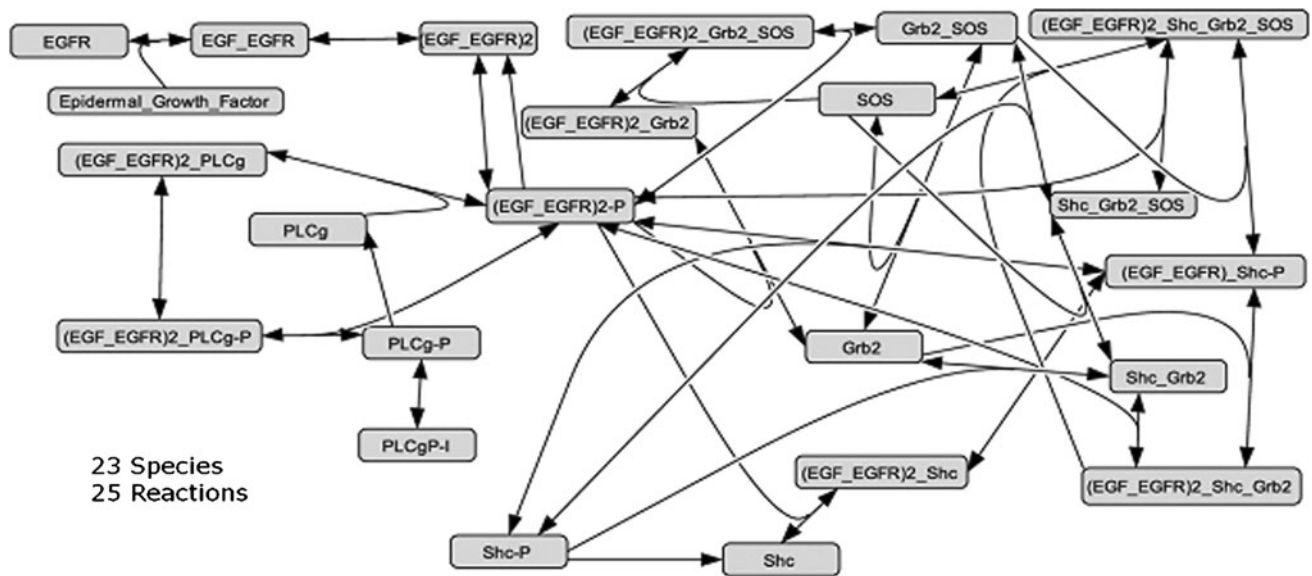 EGFR
EGF_EGFR
(EGF_EGFR)2
(EGF_EGFR)2_Grb2_SOS
Grb2_SOS
(EGF_EGFR)2_Shc_Grb2_SOS
Epidermal_Growth_Factor
SOS
(EGF_EGFR)2_Grb2
(EGF_EGFR)2_PLCg
(EGF_EGFR)2-P
Shc_Grb2_SOS
PLCg
(EGF_EGFR)_Shc-P
(EGF_EGFR)2_PLCg-P
PLCg-P
Grb2
Shc_Grb2
PLCgP-I
23 Species
25 Reactions
(EGF_EGFR)2_Shc
(EGF_EGFR)2_Shc_Grb2
Shc-P
Shc